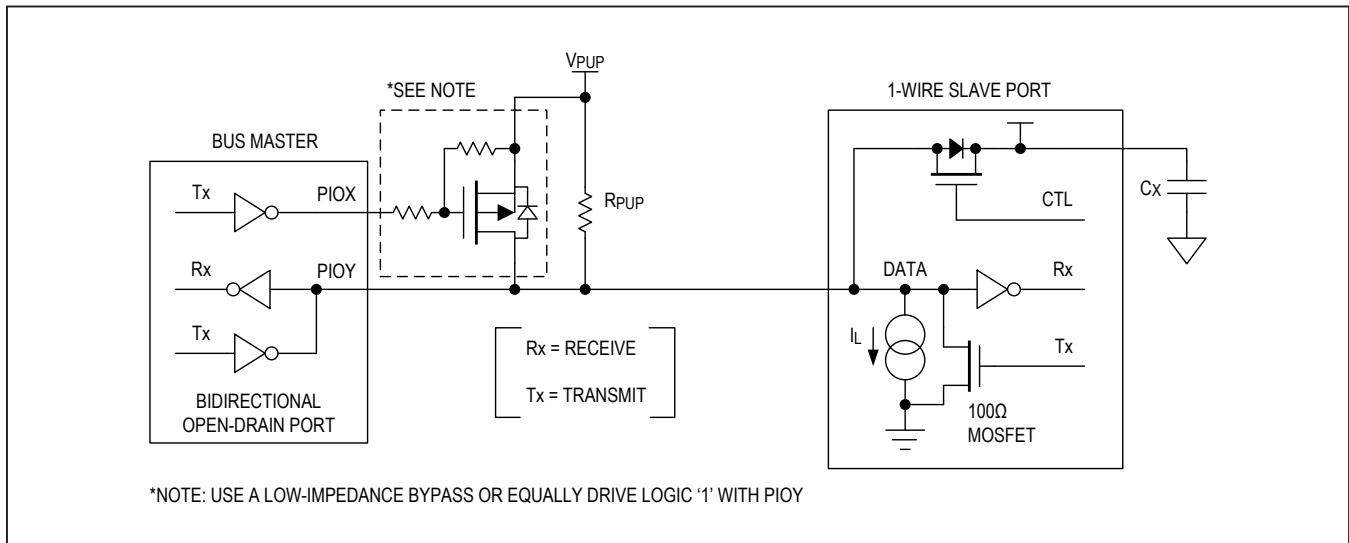 VPUP
*SEE NOTE
1-WIRE SLAVE PORT
BUS MASTER
Tx
PIOX
RPUP
CX
CTL
Rx
PIOY
DATA
Rx
Tx
IL
Tx
Rx = RECEIVE
Tx = TRANSMIT
BIDIRECTIONAL
OPEN-DRAIN PORT
100Ω
MOSFET
*NOTE: USE A LOW-IMPEDANCE BYPASS OR EQUALLY DRIVE LOGIC ‘1’ WITH PIOY